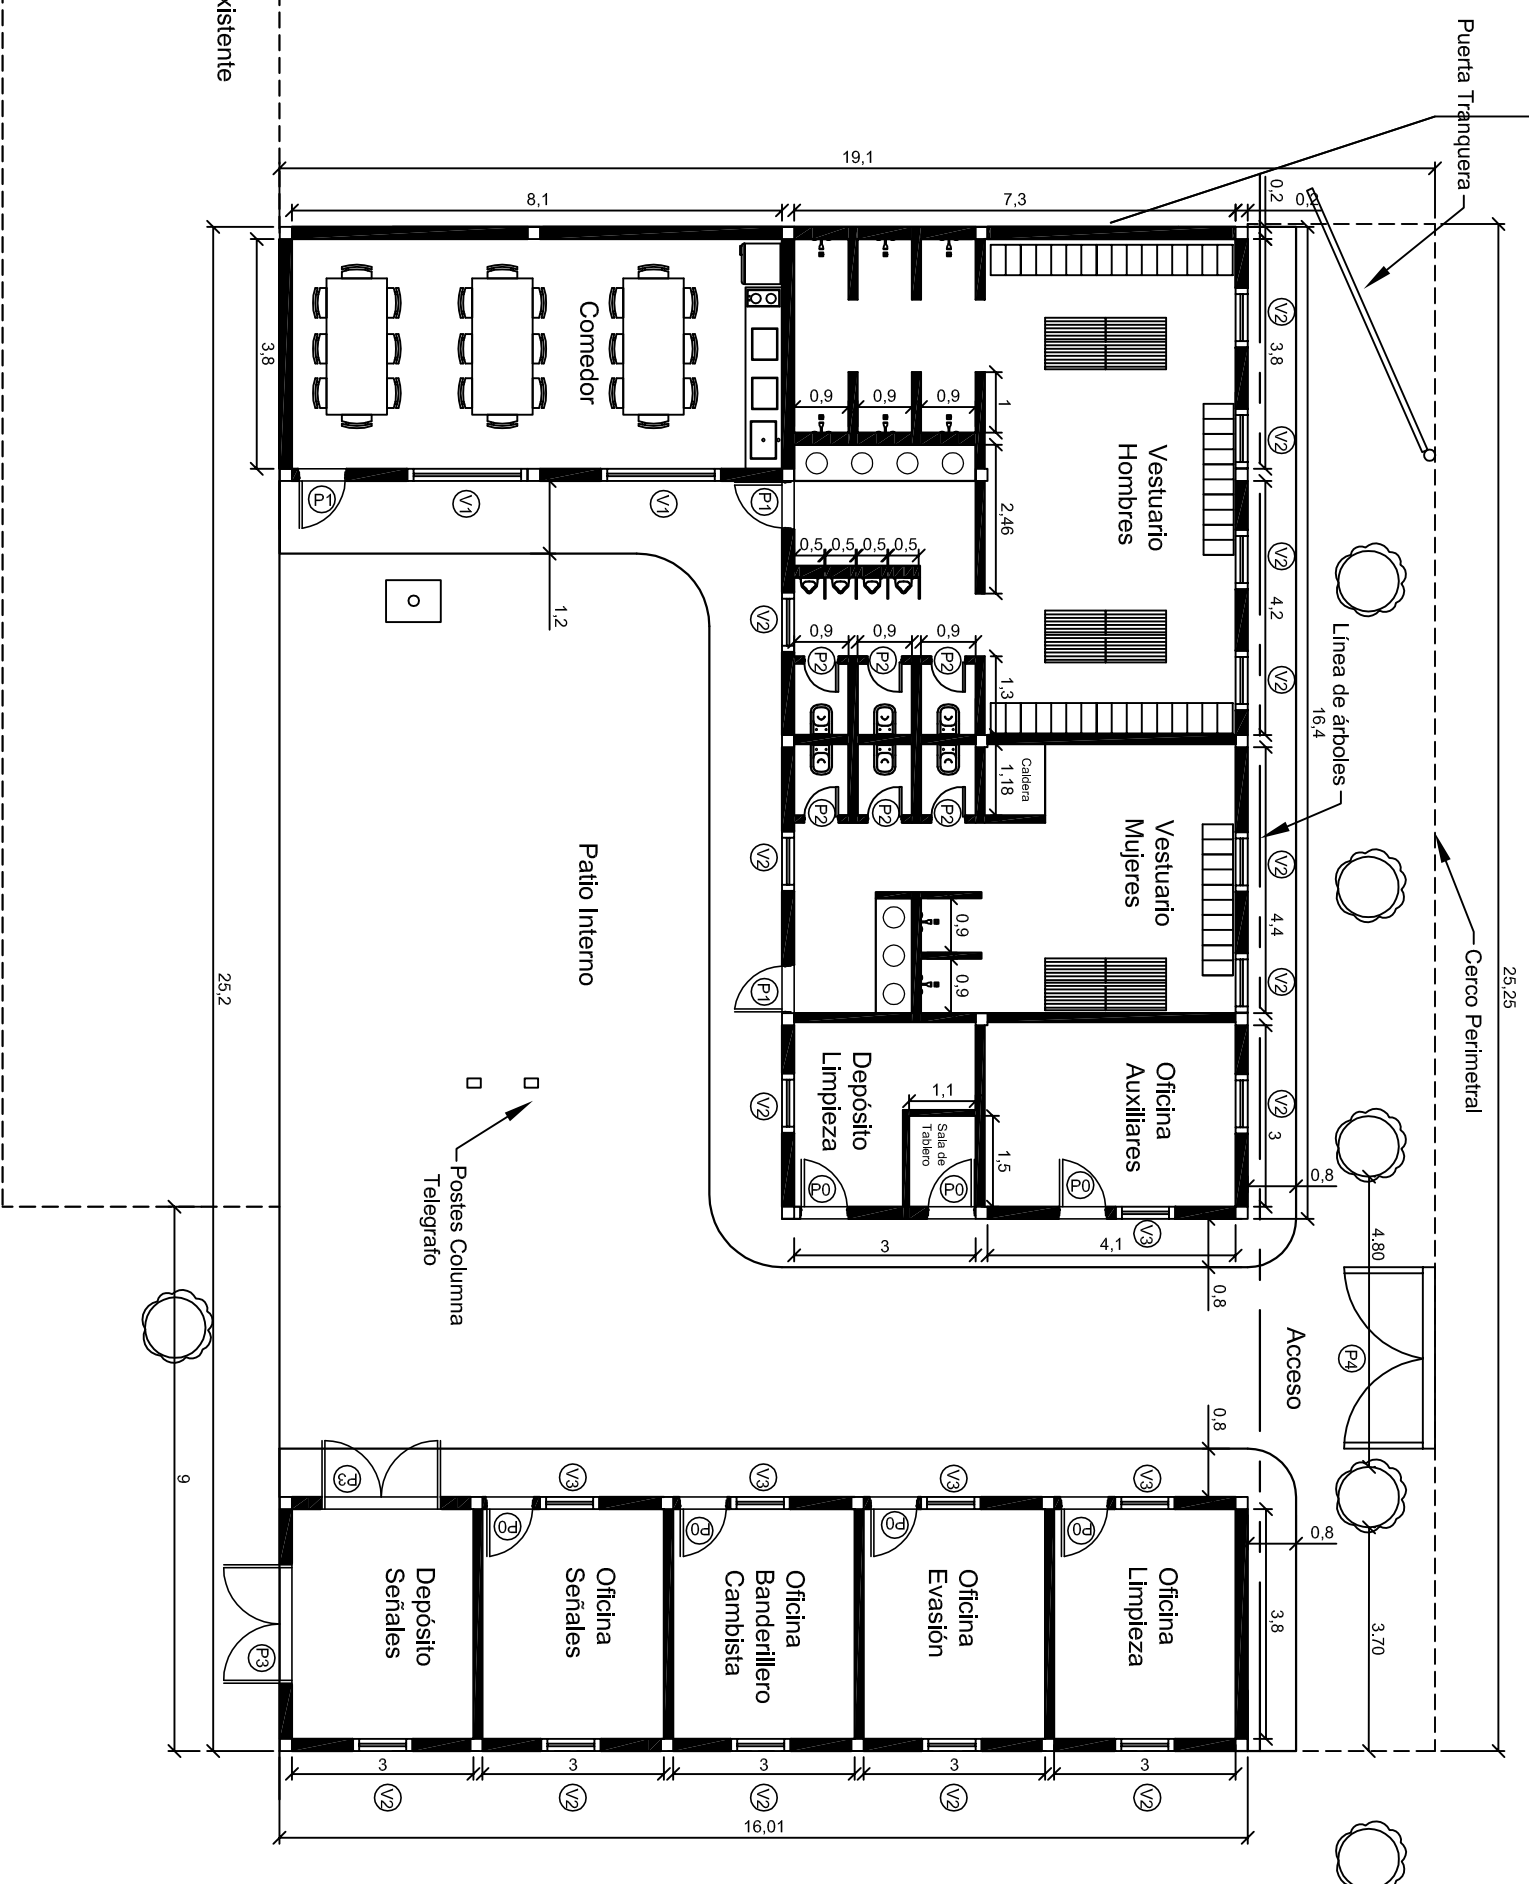 xistente
Puerta Tranquera
19,1
8,1
7,3
0,2
0,2
3,8
Comedor
Vestuario
Hombres
V2
3,8
V2
0,9
0,9
0,9
1
2,46
P1
V1
V1
P1
1,2
0,5
0,5
0,5
0,5
V2
0,9
0,9
0,9
P2
P2
P2
1,3
V2
4,2
V2
Línea de árboles
16,4
Caldera
1,18
P2
P2
P2
Vestuario
Mujeres
V2
V2
4,4
V2
0,9
0,9
P1
Patio Interno
25,2
25,25
Cerco Perimetral
Depósito
Limpieza
V2
1,1
Sala de
Tablero
1,5
P0
P0
Oficina
Auxiliares
P0
V2
3
0,8
V3
3
4,1
0,8
4.80
Postes Columna
Telegrafo
Acceso
P4
0,8
9
P3
V3
V3
V3
V3
P0
P0
P0
P0
0,8
Depósito
Señales
Oficina
Señales
Oficina
Banderillero
Cambista
Oficina
Evasión
Oficina
Limpieza
3,8
3.70
P3
3
3
3
3
3
V2
V2
V2
V2
V2
16,01